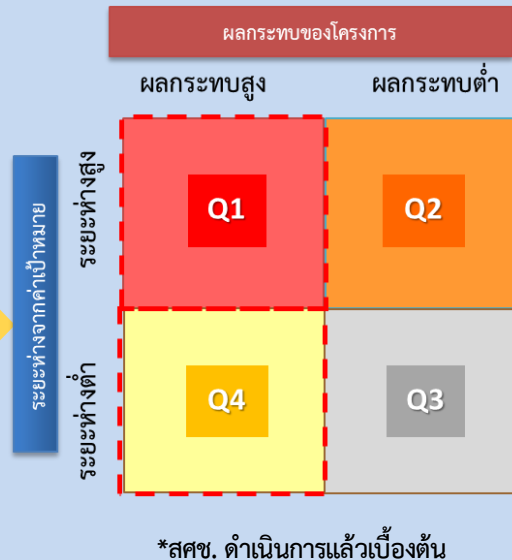 ผลกระทบของโครงการ
ผลกระทบสูง
ผลกระทบต่ำ
ระยะห่างจากค่าเป้าหมาย
ระยะห่างสูง
Q1
Q2
ระยะห่างต่ำ
Q4
Q3
*สศช. ดำเนินการแล้วเบื้องต้น